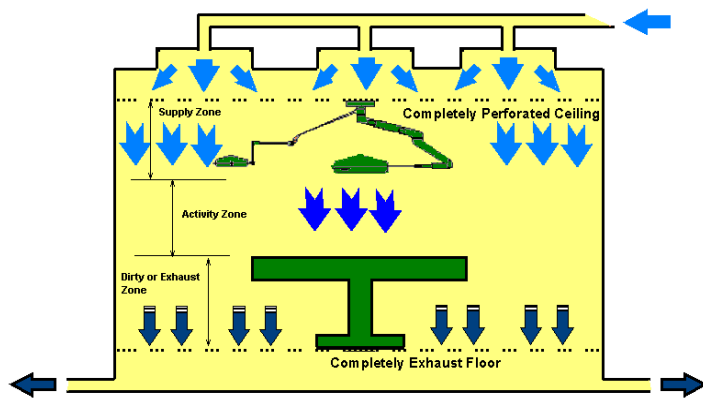 Supply Zone
Completely Perforated Ceiling
Activity Zone
Dirty or Exhaust
Zone
Completely Exhaust Floor